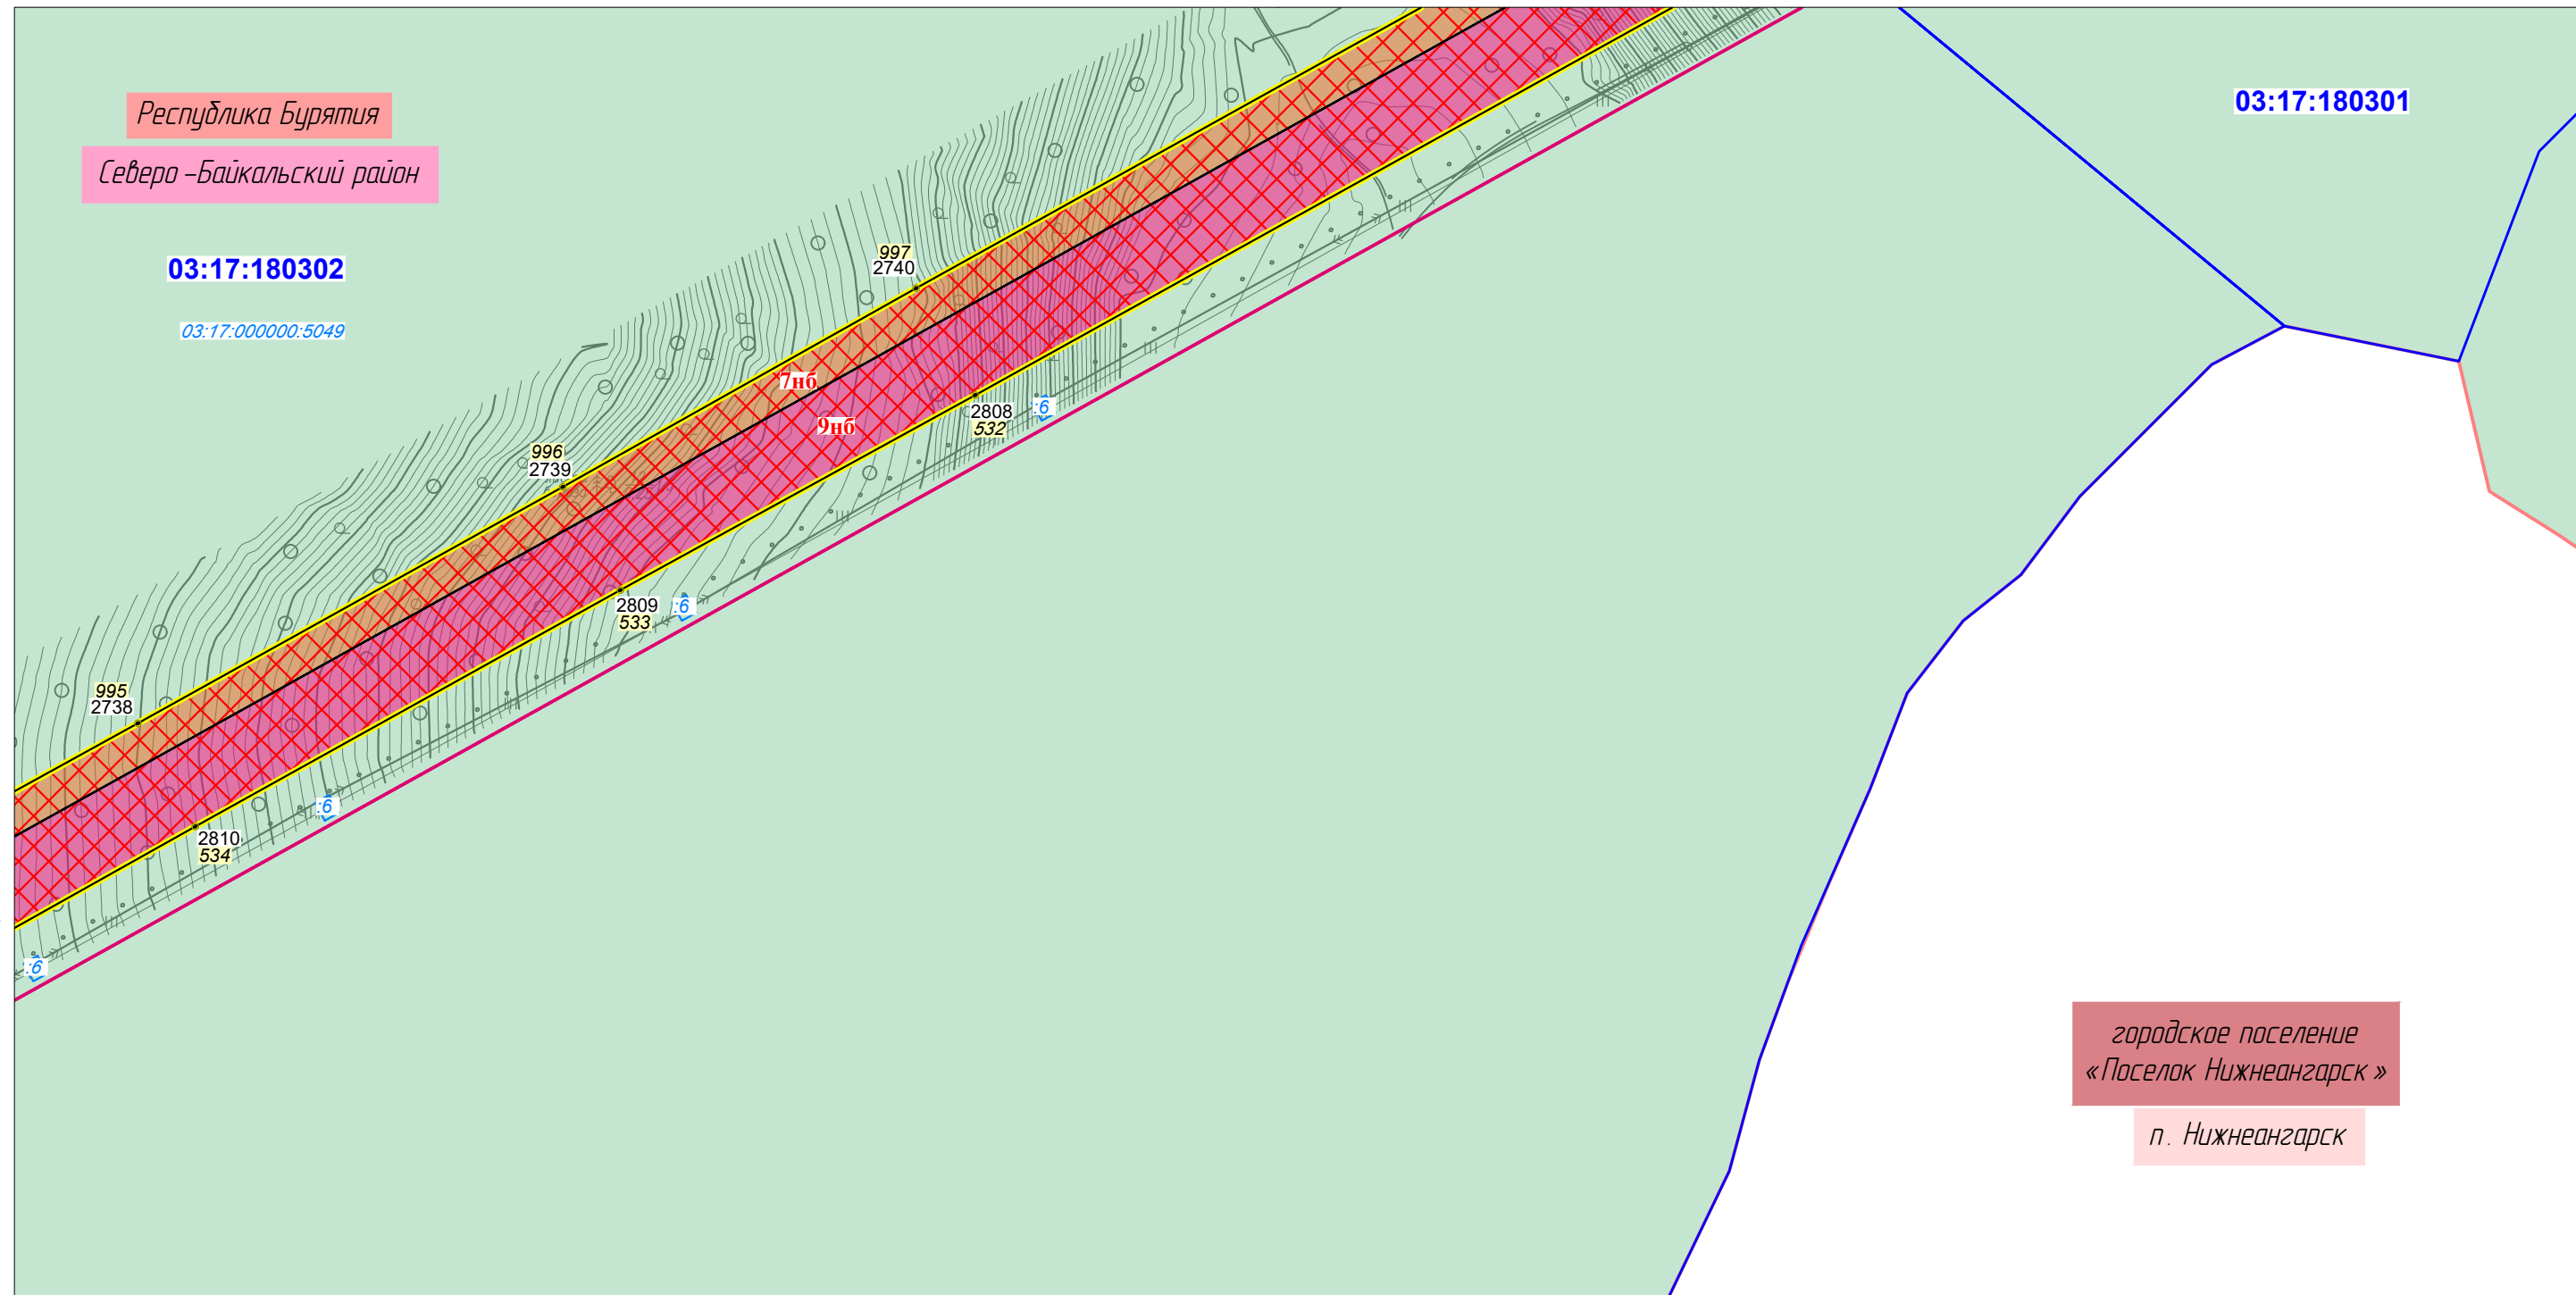 Республика Бурятия
Северо-Байкальский район
03:17:180302
03:17:000000:5049
03:17:180301
997
2740
7нб
9нб
996
2739
2808
532
:6
2809
533
:6
995
2738
:6
2810
534
:6
городское поселение
«Поселок Нижнеангарск»
п. Нижнеангарск